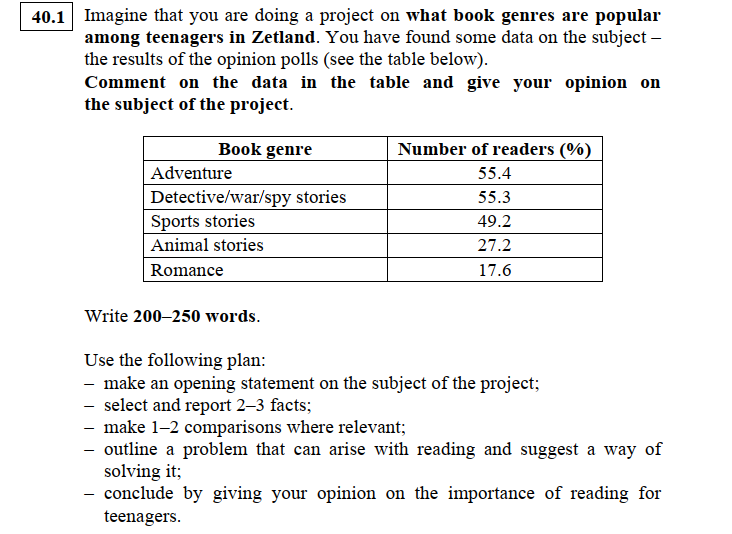 40.1 Imagine that you are doing a project on what book genres are popular
among teenagers in Zetland. You have found some data on the subject –
the results of the opinion polls (see the table below).
Comment on the data in the table and give your opinion on
the subject of the project.
Book genre Number of readers (%)
Adventure 55.4
Detective/war/spy stories 55.3
Sports stories 49.2
Animal stories 27.2
Romance 17.6
Write 200–250 words.
Use the following plan:
– make an opening statement on the subject of the project;
– select and report 2–3 facts;
– make 1–2 comparisons where relevant;
– outline a problem that can arise with reading and suggest a way of
solving it;
– conclude by giving your opinion on the importance of reading for
teenagers.